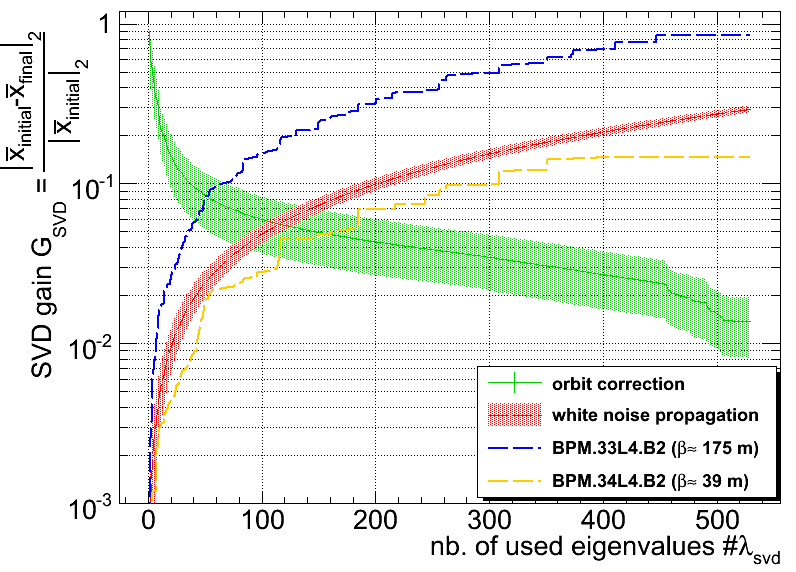 SVD gain G_SVD = |x̄_initial-x̄_final|_2 / |x̄_initial|_2
1
10^-1
10^-2
10^-3
orbit correction
white noise propagation
BPM.33L4.B2 (β≈ 175 m)
BPM.34L4.B2 (β≈ 39 m)
0 100 200 300 400 500
nb. of used eigenvalues #λ_svd